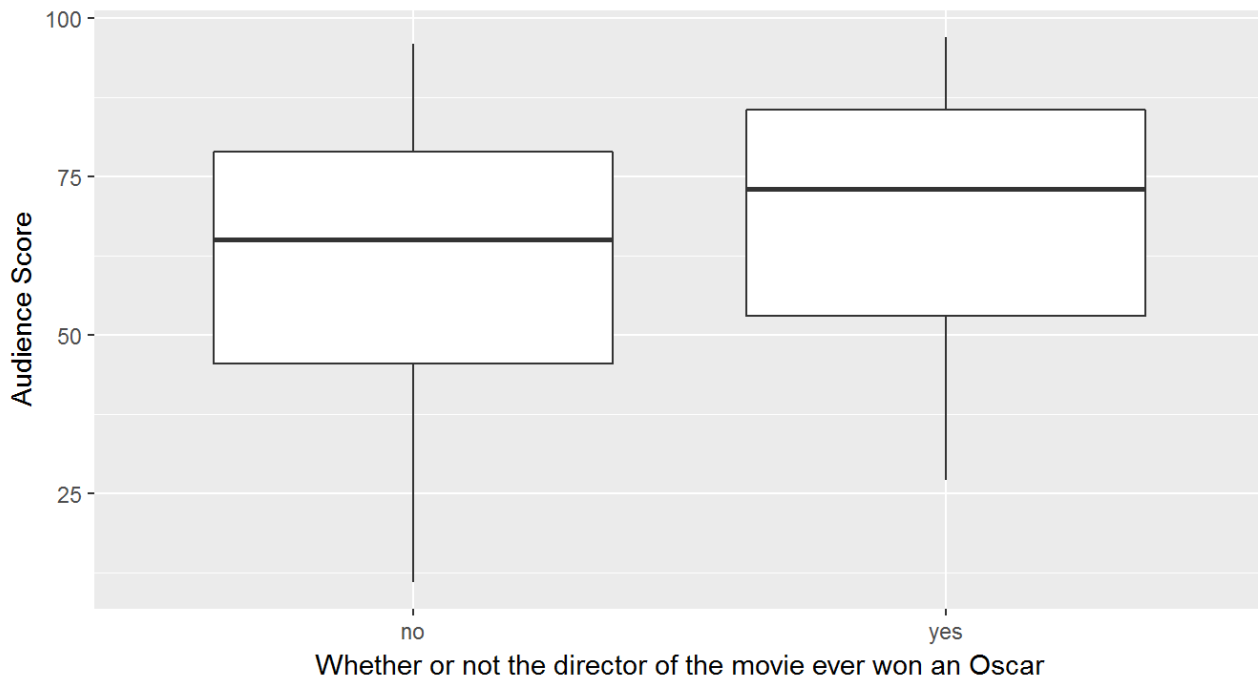 Audience Score
100
75
50
25
no
yes
Whether or not the director of the movie ever won an Oscar